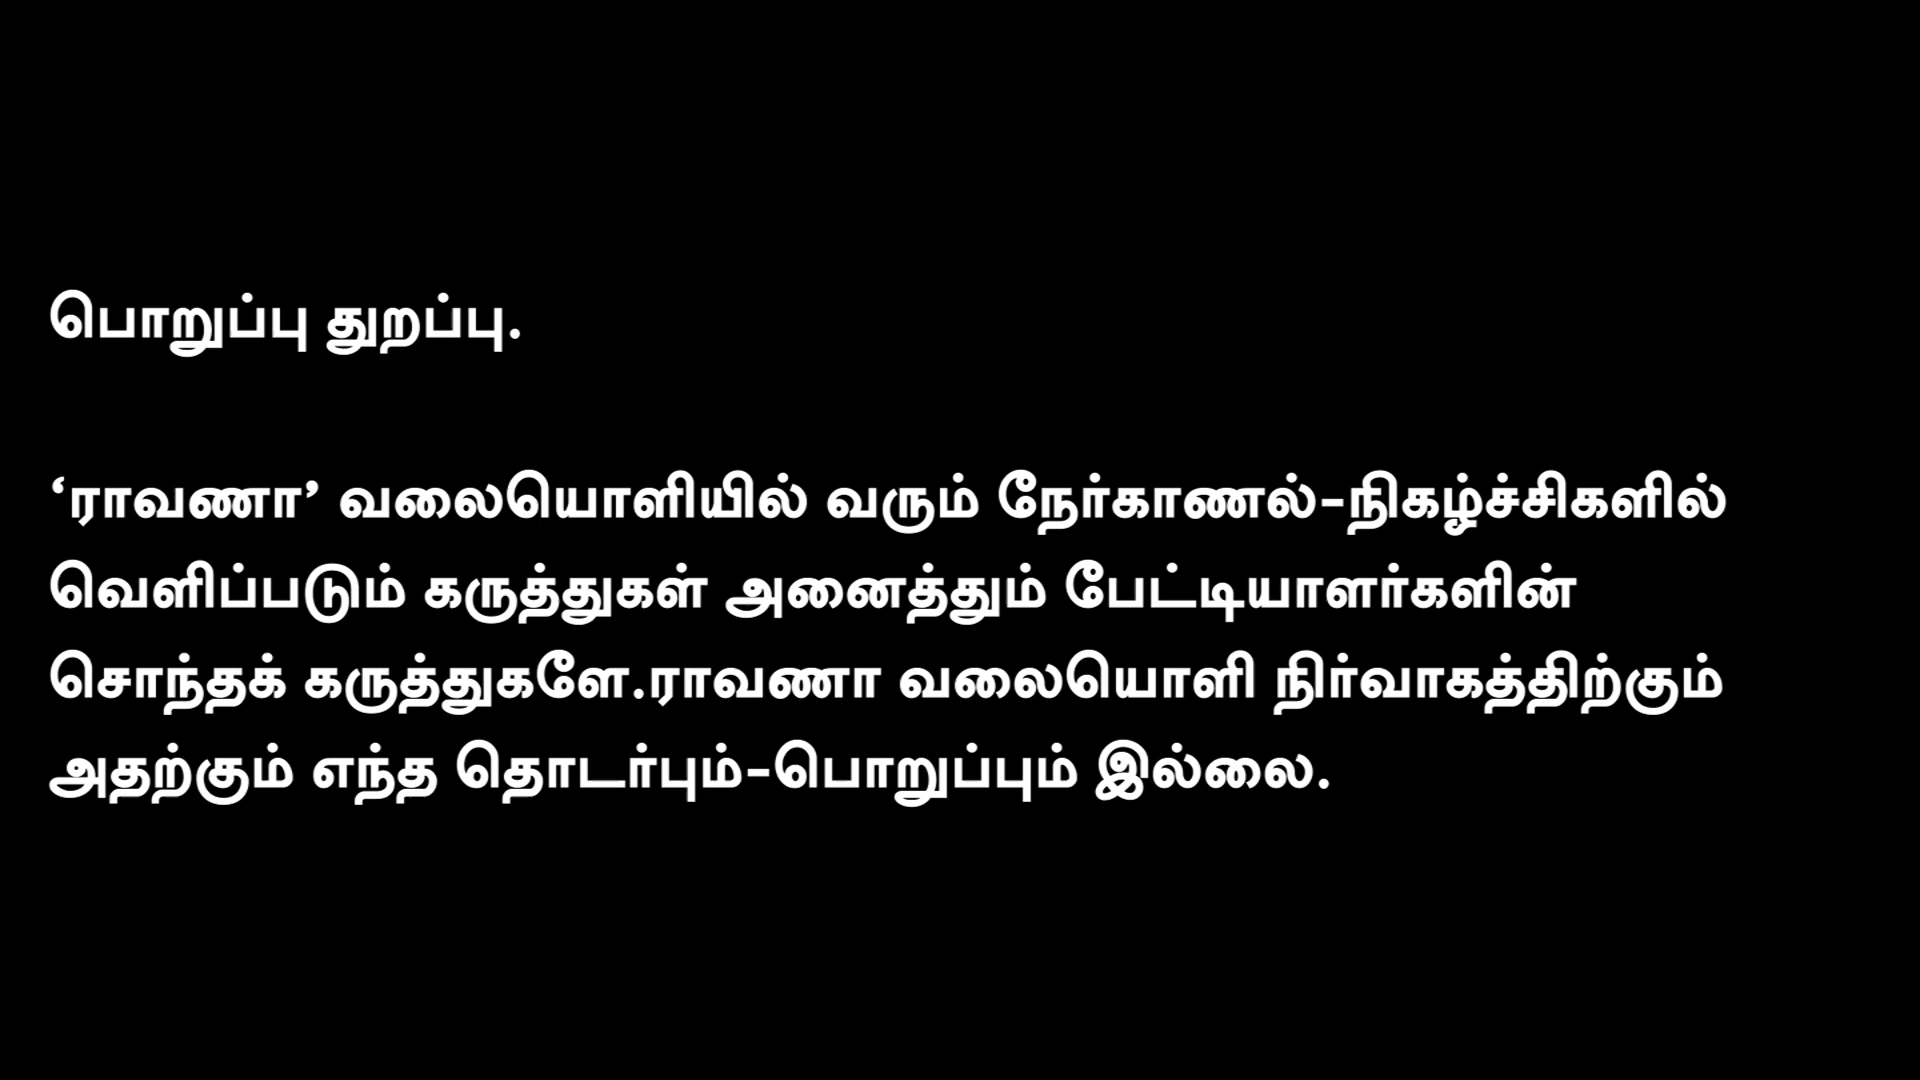 பொறுப்பு துறப்பு.
‘ராவணா’ வலையொளியில் வரும் நேர்காணல்-நிகழ்ச்சிகளில்
வெளிப்படும் கருத்துகள் அனைத்தும் பேட்டியாளர்களின்
சொந்தக் கருத்துகளே.ராவணா வலையொளி நிர்வாகத்திற்கும்
அதற்கும் எந்த தொடர்பும்-பொறுப்பும் இல்லை.